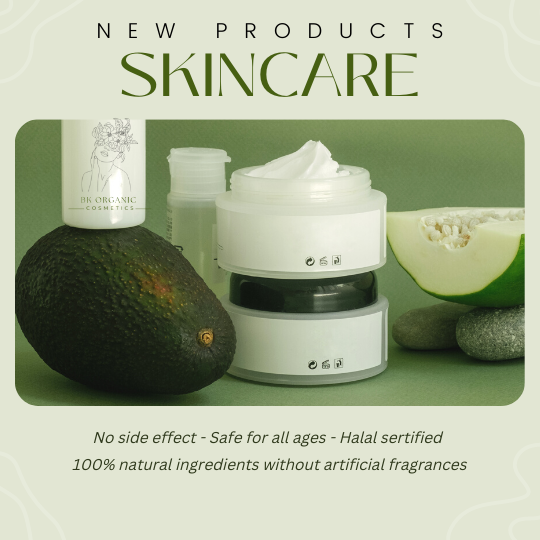 NEW PRODUCTS
SKINCARE
BK ORGANIC
COSMETICS
No side effect - Safe for all ages - Halal sertified
100% natural ingredients without artificial fragrances